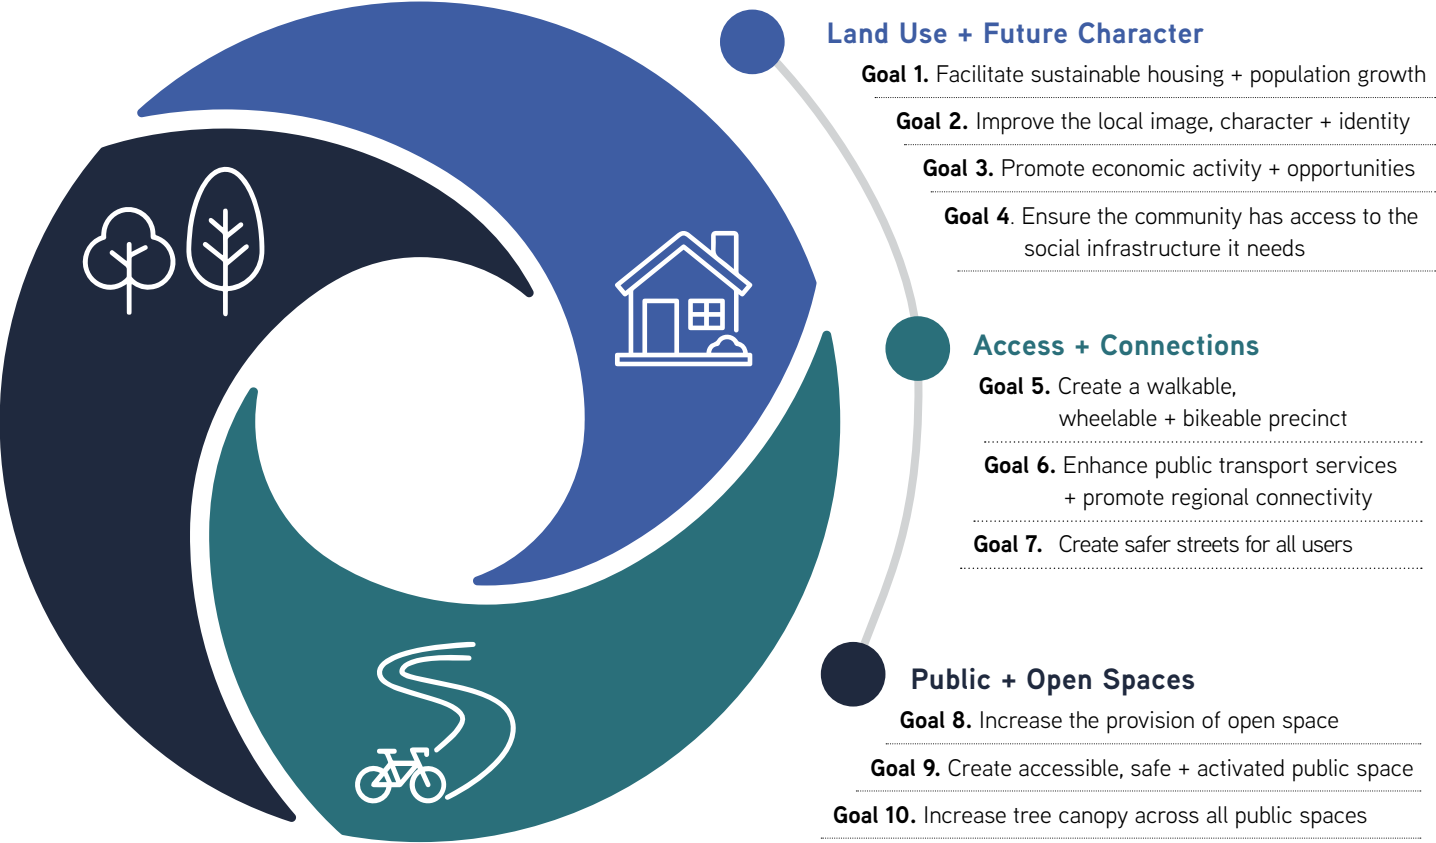 Land Use + Future Character
Goal 1. Facilitate sustainable housing + population growth
Goal 2. Improve the local image, character + identity
Goal 3. Promote economic activity + opportunities
Goal 4. Ensure the community has access to the
social infrastructure it needs
Access + Connections
Goal 5. Create a walkable,
wheelable + bikeable precinct
Goal 6. Enhance public transport services
+ promote regional connectivity
Goal 7. Create safer streets for all users
Public + Open Spaces
Goal 8. Increase the provision of open space
Goal 9. Create accessible, safe + activated public space
Goal 10. Increase tree canopy across all public spaces